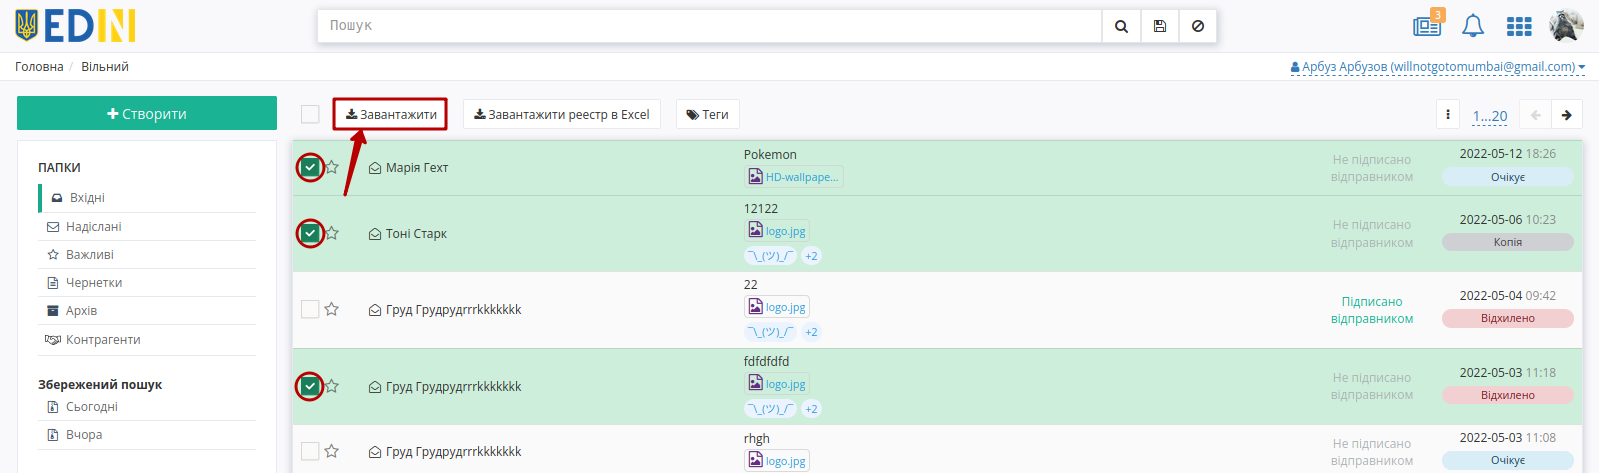 EDIN
Пошук
3
Головна / Вільний
Арбуз Арбузов (willnotgotomumbai@gmail.com)
Створити
Завантажити
Завантажити реєстр в Excel
Теги
1...20
ПАПКИ
Вхідні
Надіслані
Важливі
Чернетки
Архів
Контрагенти
Збережений пошук
Сьогодні
Вчора
Марія Гехт
Pokemon
HD-wallpape...
Не підписано
відправником
2022-05-12 18:26
Очікує
Тоні Старк
12122
logo.jpg
¯\_(ツ)_/¯ +2
Не підписано
відправником
2022-05-06 10:23
Копія
Груд Грудрудrrrkkkkkkk
22
logo.jpg
¯\_(ツ)_/¯ +2
Підписано
відправником
2022-05-04 09:42
Відхилено
Груд Грудрудrrrkkkkkkk
fdfdfdfd
logo.jpg
¯\_(ツ)_/¯ +2
Не підписано
відправником
2022-05-03 11:18
Відхилено
Груд Грудрудrrrkkkkkkk
rhgh
logo.jpg
Не підписано
відправником
2022-05-03 11:08
Очікує